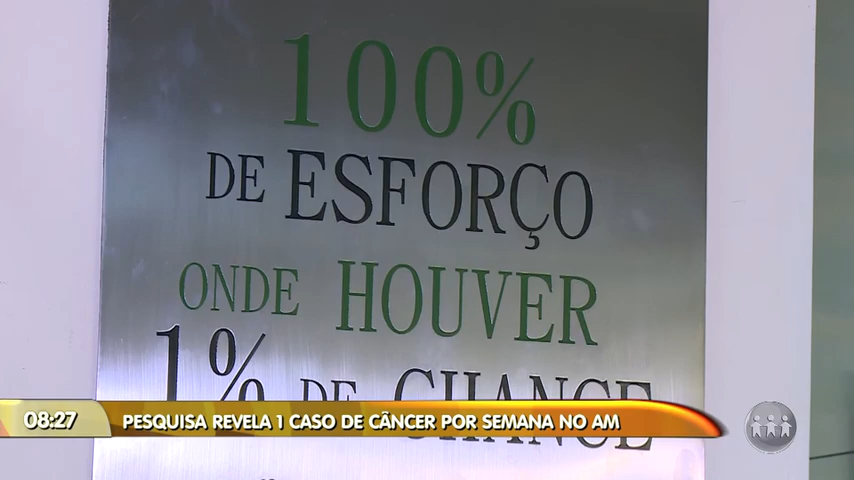 100%
DE ESFORÇO
ONDE HOUVER
1% DE CHANCE
08:27 PESQUISA REVELA 1 CASO DE CÂNCER POR SEMANA NO AM